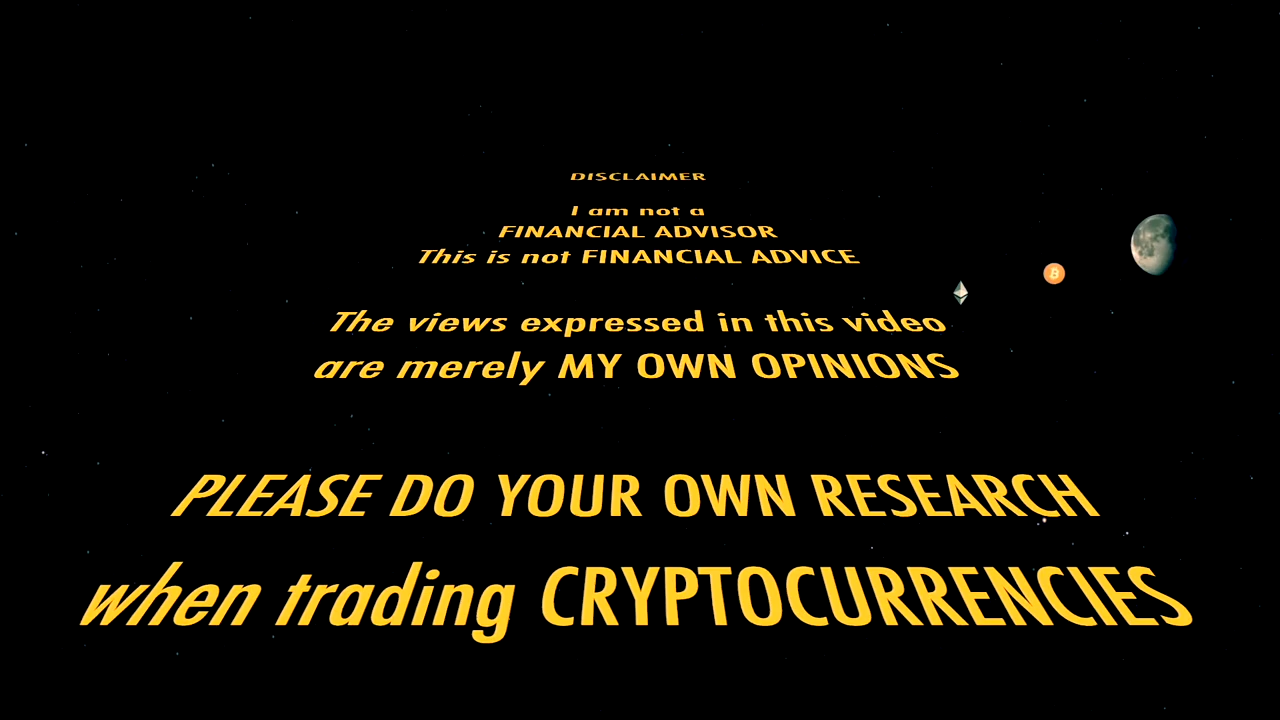 DISCLAIMER
I am not a
FINANCIAL ADVISOR
This is not FINANCIAL ADVICE
The views expressed in this video
are merely MY OWN OPINIONS
PLEASE DO YOUR OWN RESEARCH
when trading CRYPTOCURRENCIES